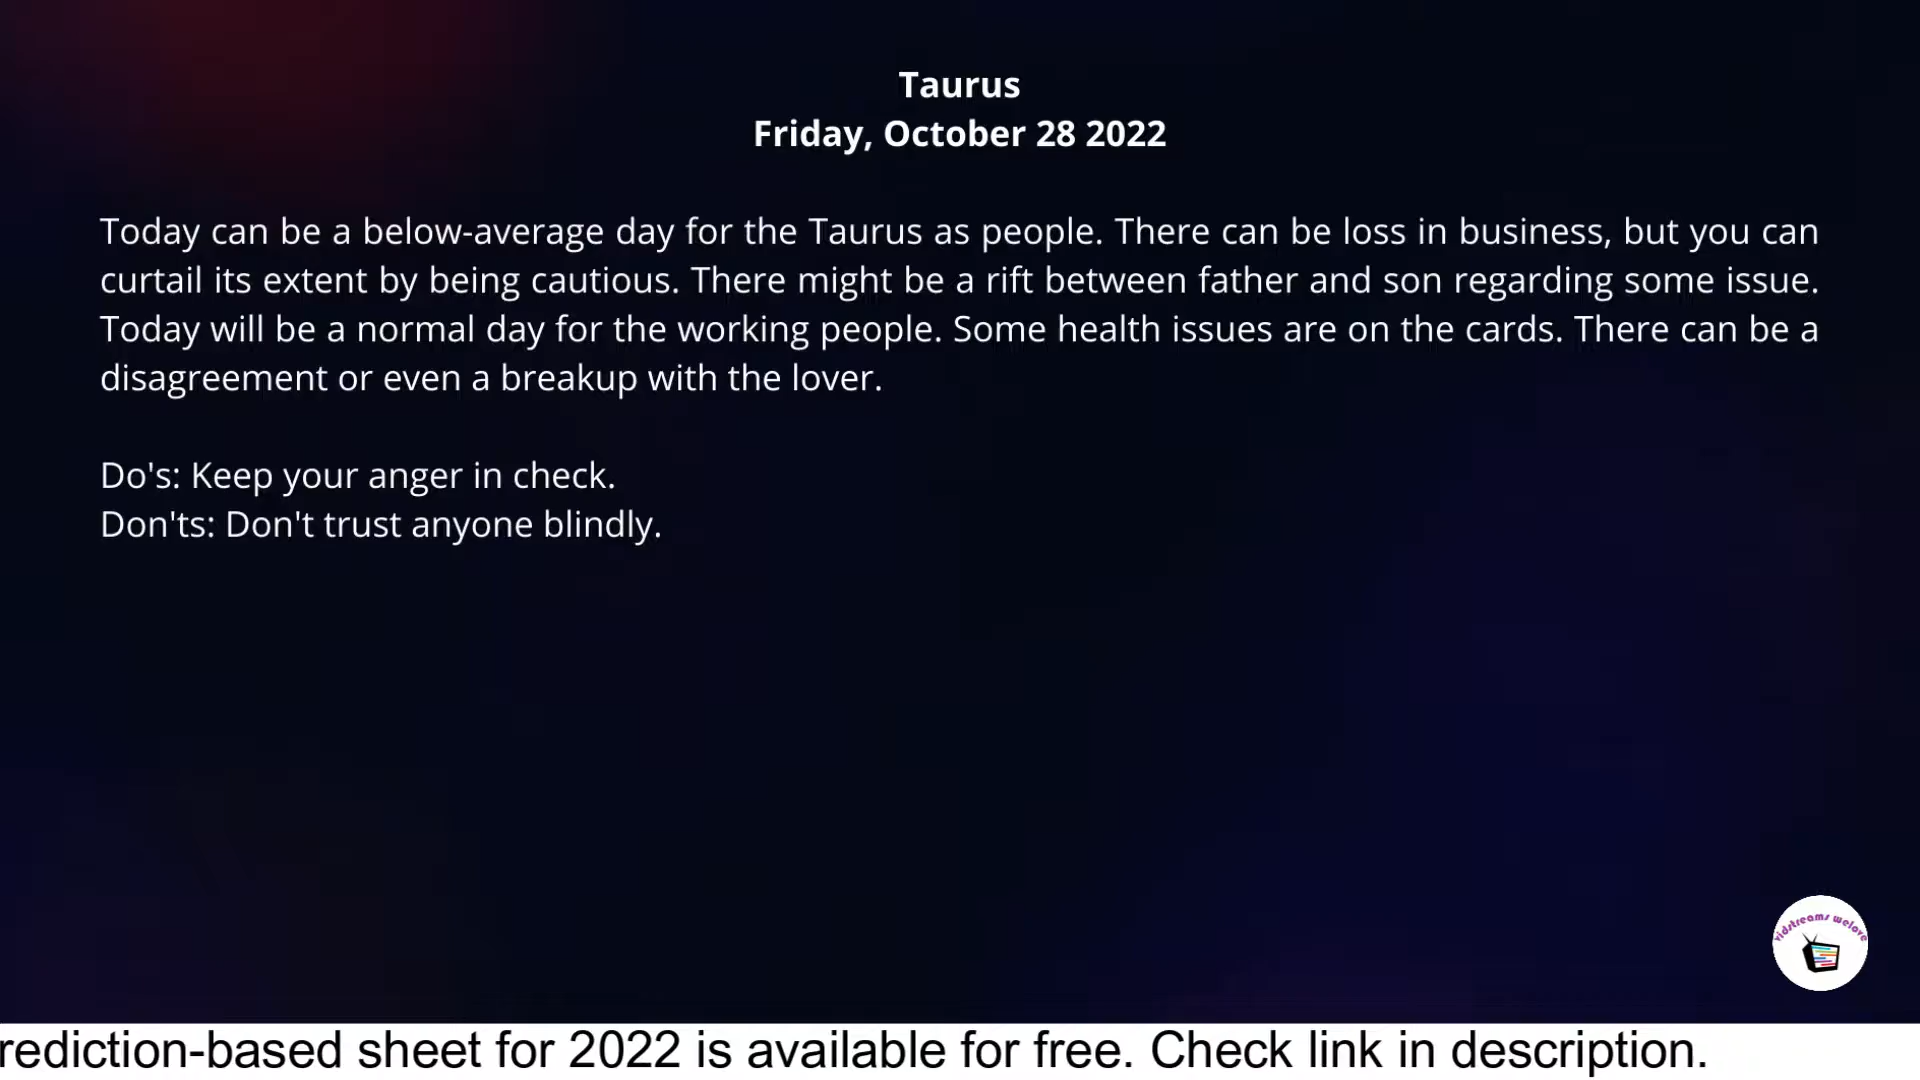 Taurus
Friday, October 28 2022
Today can be a below-average day for the Taurus as people. There can be loss in business, but you can
curtail its extent by being cautious. There might be a rift between father and son regarding some issue.
Today will be a normal day for the working people. Some health issues are on the cards. There can be a
disagreement or even a breakup with the lover.
Do's: Keep your anger in check.
Don'ts: Don't trust anyone blindly.
vidstreams welove
rediction-based sheet for 2022 is available for free. Check link in description.